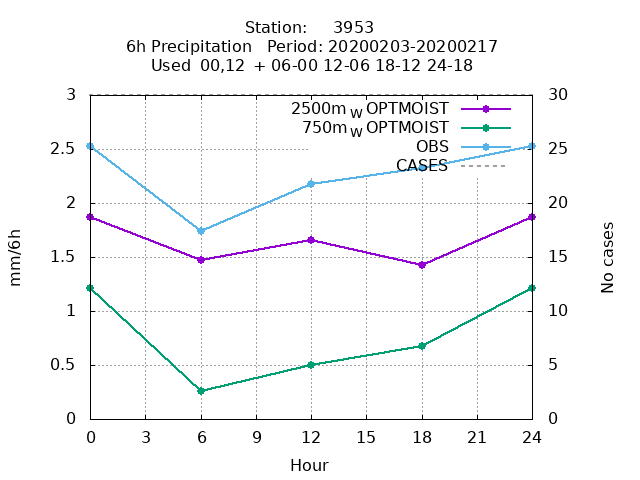 Station: 3953
6h Precipitation Period: 20200203-20200217
Used 00,12 + 06-00 12-06 18-12 24-18
3 30
2500m W OPTMOIST
750m W OPTMOIST
OBS
2.5 25
CASES
2 20
1.5 15
1 10
0.5 5
0 0
0 3 6 9 12 15 18 21 24
mm/6h
No cases
Hour